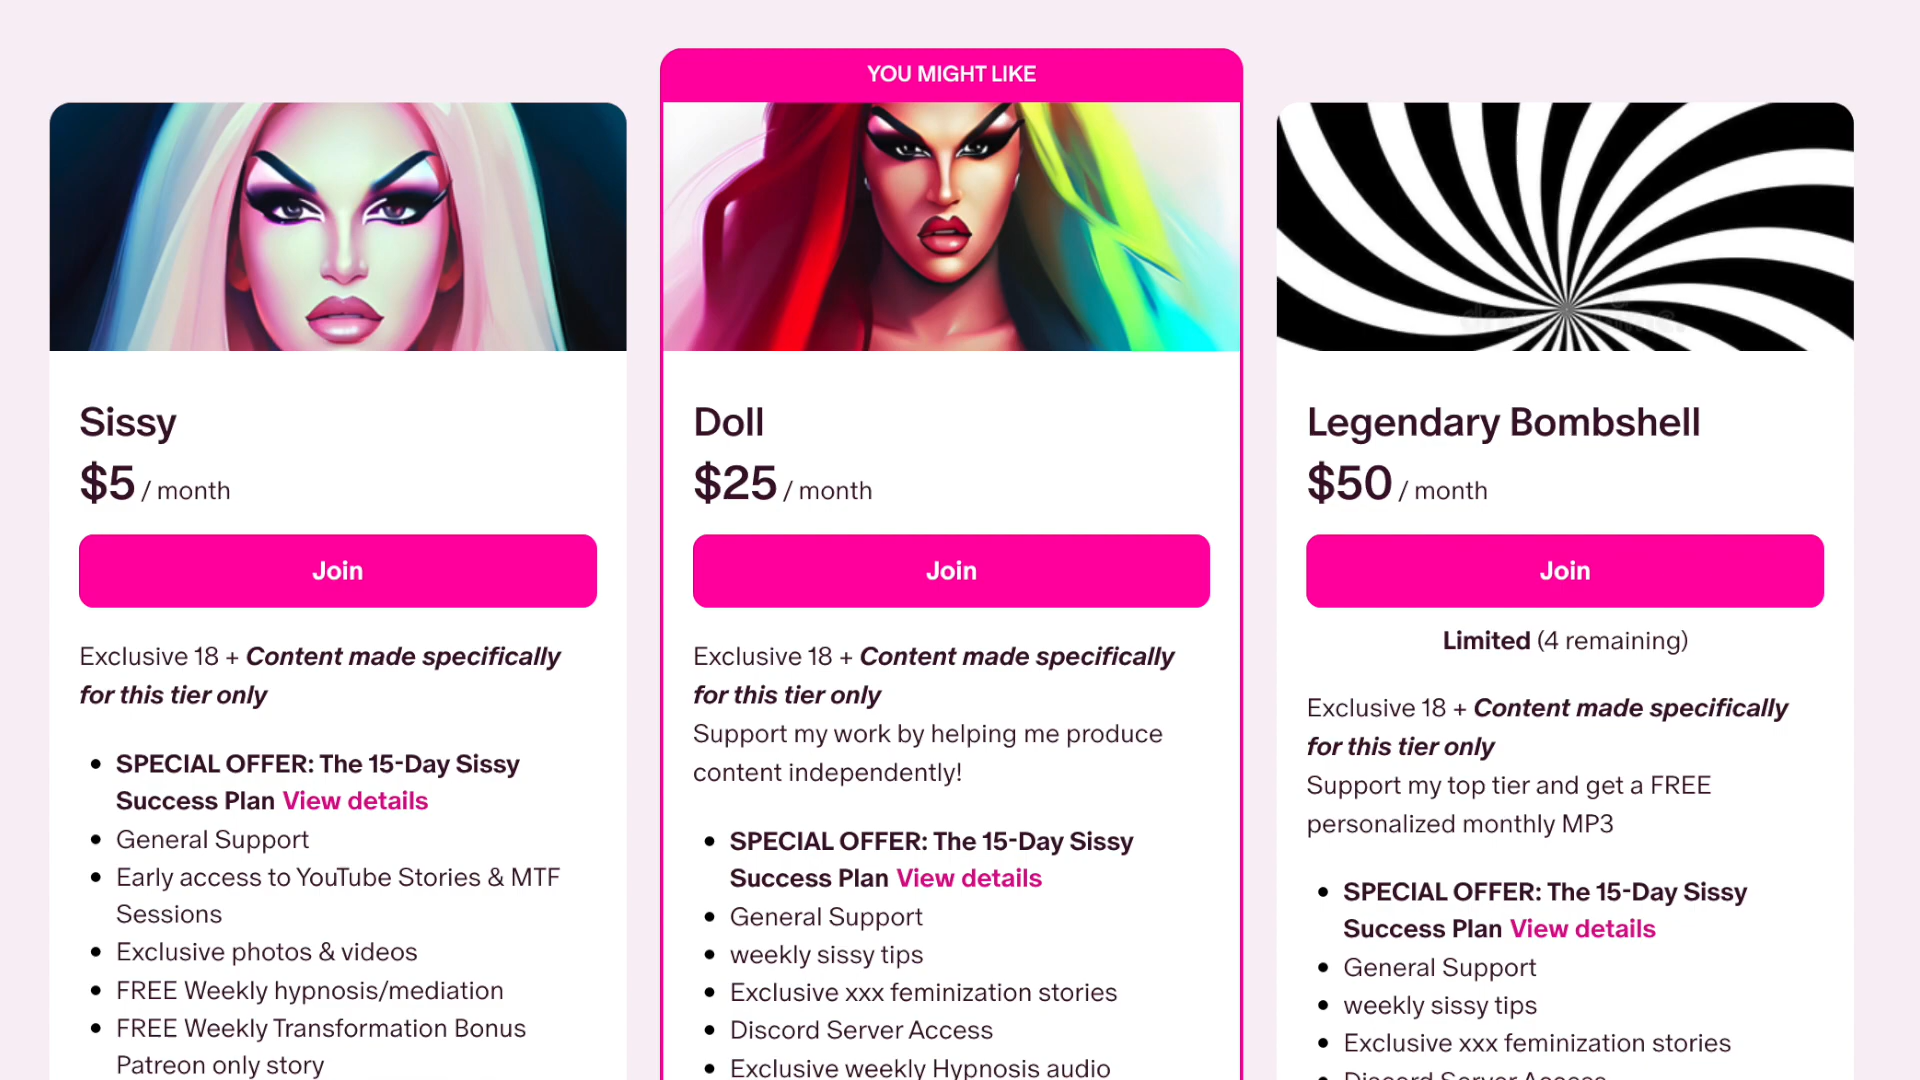 YOU MIGHT LIKE
Sissy
$5 / month
Join
Exclusive 18 + Content made specifically
for this tier only
• SPECIAL OFFER: The 15-Day Sissy
Success Plan View details
• General Support
• Early access to YouTube Stories & MTF
Sessions
• Exclusive photos & videos
• FREE Weekly hypnosis/mediation
• FREE Weekly Transformation Bonus
Patreon only story
Doll
$25 / month
Join
Exclusive 18 + Content made specifically
for this tier only
Support my work by helping me produce
content independently!
• SPECIAL OFFER: The 15-Day Sissy
Success Plan View details
• General Support
• weekly sissy tips
• Exclusive xxx feminization stories
• Discord Server Access
• Exclusive weekly Hypnosis audio
Legendary Bombshell
$50 / month
Join
Limited (4 remaining)
Exclusive 18 + Content made specifically
for this tier only
Support my top tier and get a FREE
personalized monthly MP3
• SPECIAL OFFER: The 15-Day Sissy
Success Plan View details
• General Support
• weekly sissy tips
• Exclusive xxx feminization stories
• Discord Server Access